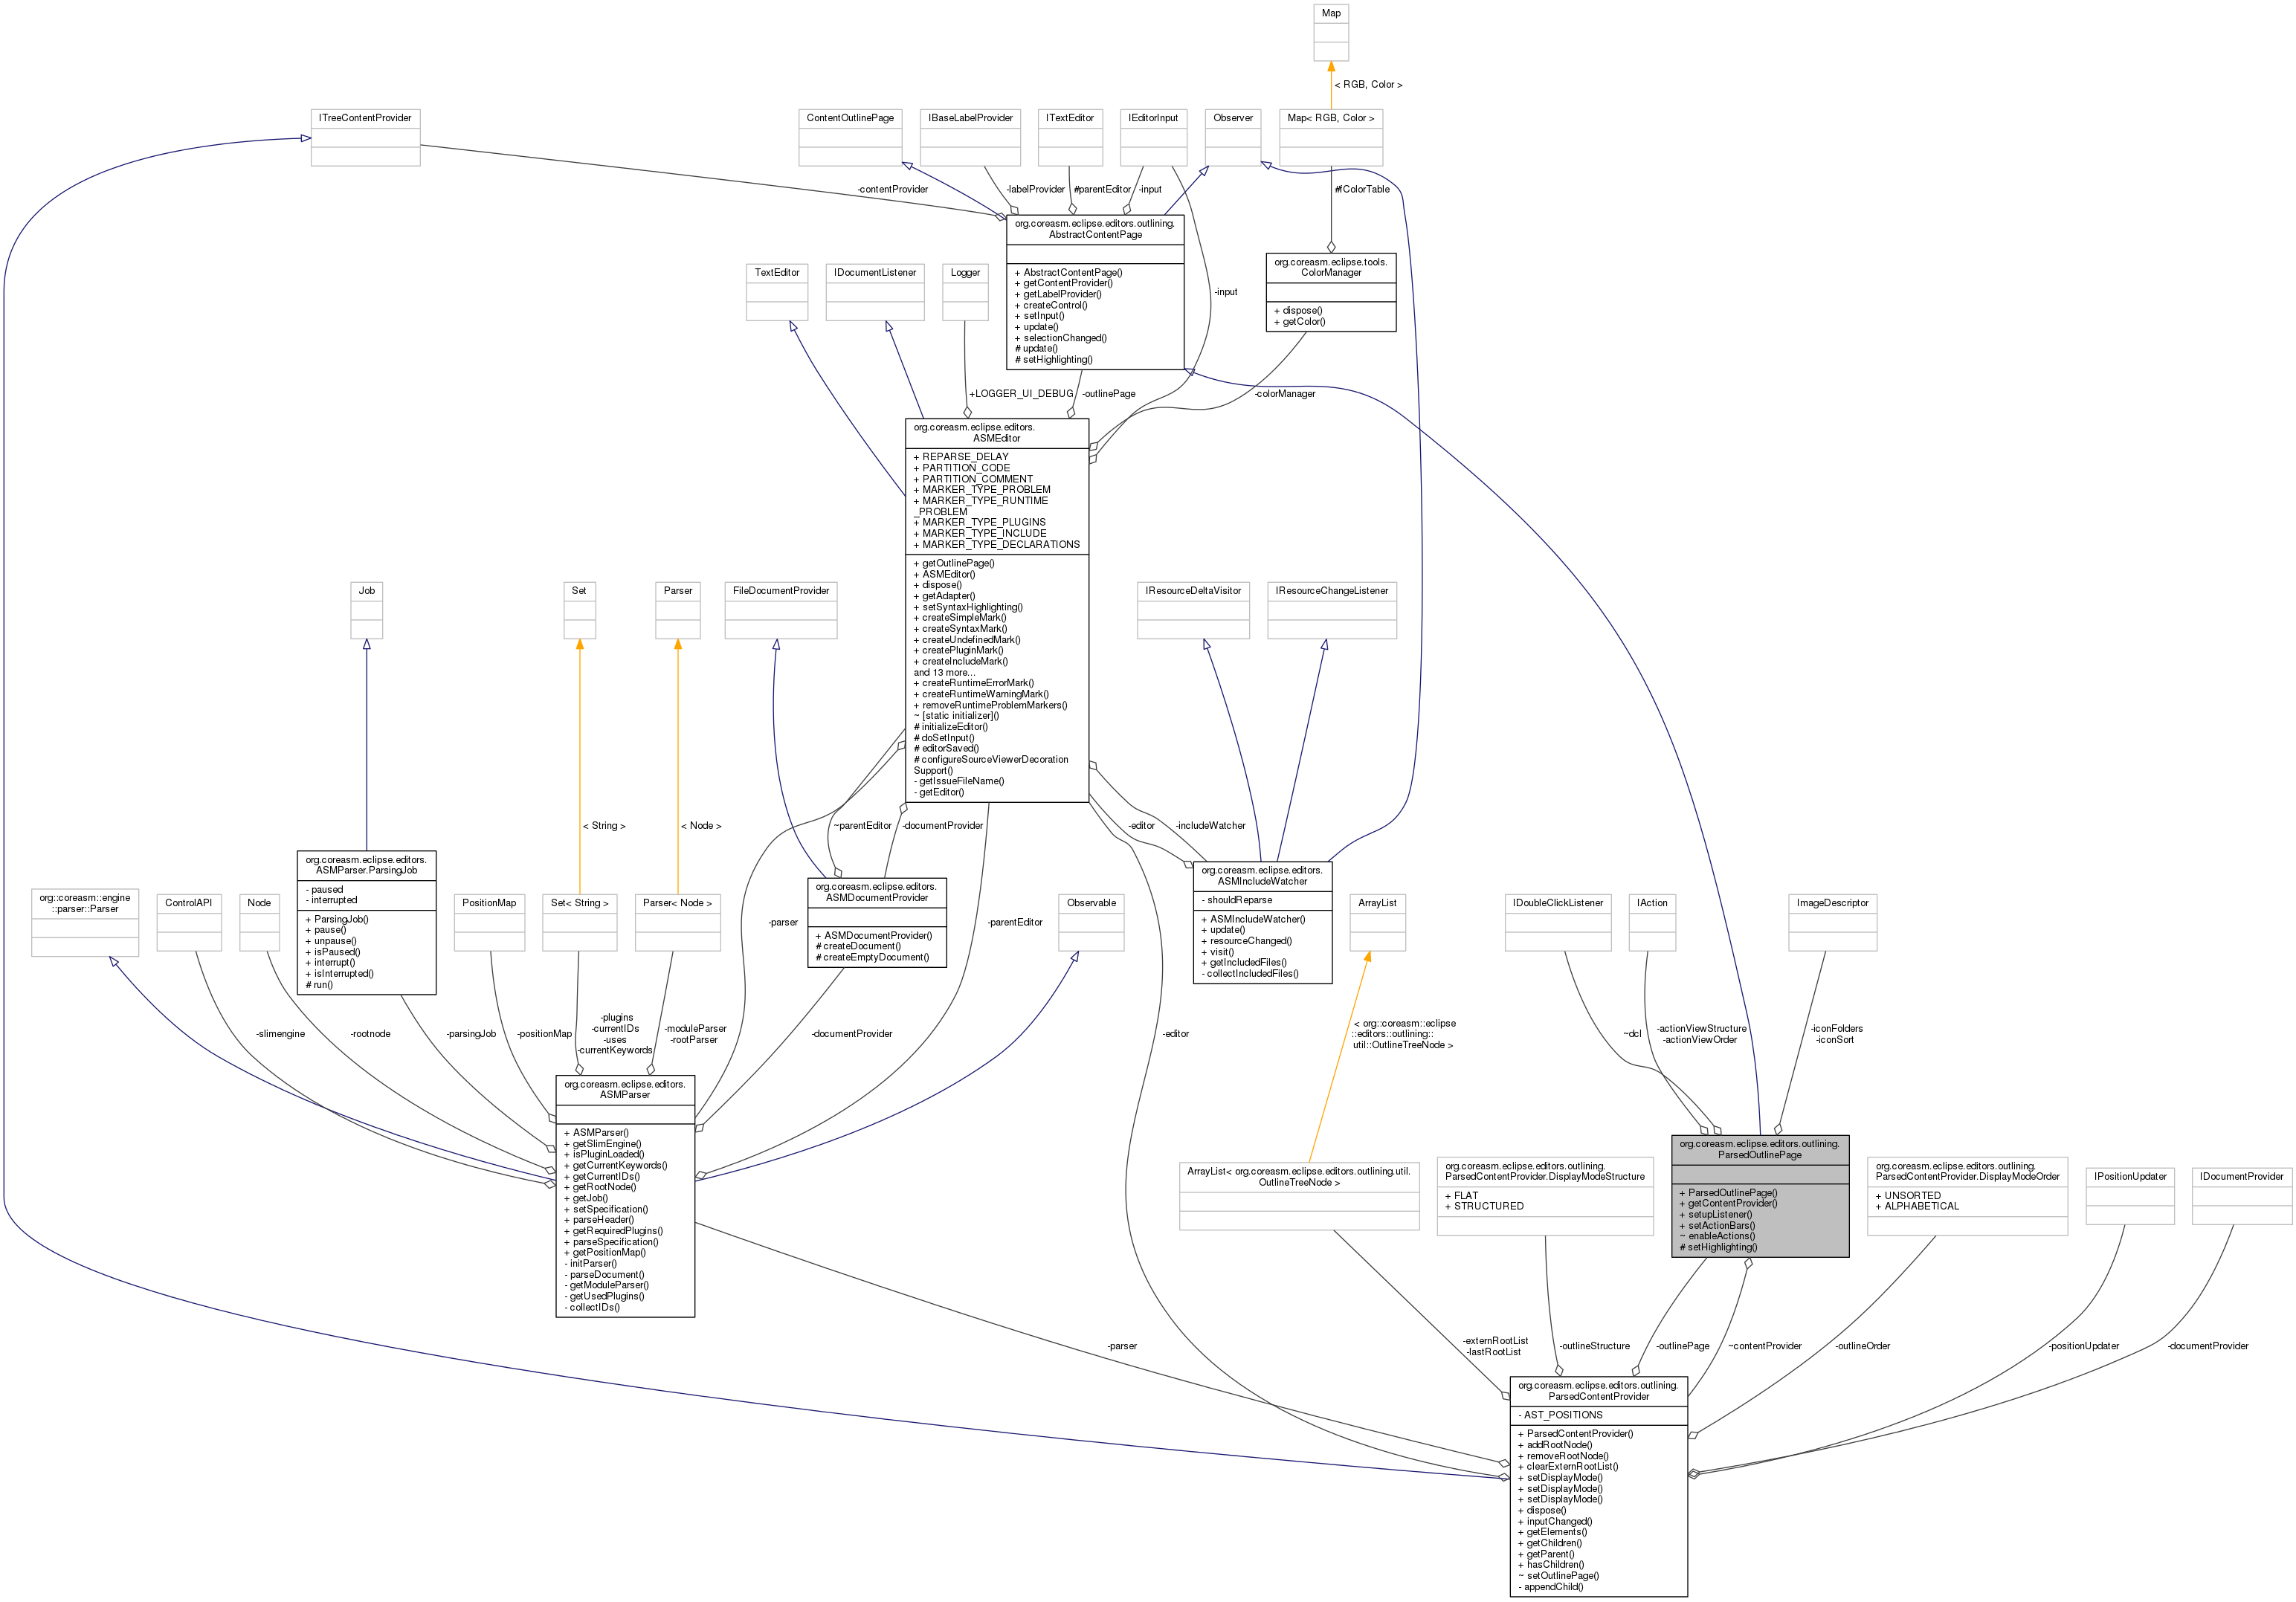 Map
< RGB, Color >
ITreeContentProvider
ContentOutlinePage
IBaseLabelProvider
ITextEditor
IEditorInput
Observer
Map< RGB, Color >
-contentProvider
-labelProvider
#parentEditor
-input
#fColorTable
org.coreasm.eclipse.editors.outlining.
AbstractContentPage
+ AbstractContentPage()
+ getContentProvider()
+ getLabelProvider()
+ createControl()
+ setInput()
+ update()
+ selectionChanged()
# update()
# setHighlighting()
org.coreasm.eclipse.tools.
ColorManager
+ dispose()
+ getColor()
TextEditor
IDocumentListener
Logger
-input
+LOGGER_UI_DEBUG
-outlinePage
-colorManager
org.coreasm.eclipse.editors.
ASMEditor
+ REPARSE_DELAY
+ PARTITION_CODE
+ PARTITION_COMMENT
+ MARKER_TYPE_PROBLEM
+ MARKER_TYPE_RUNTIME
_PROBLEM
+ MARKER_TYPE_PLUGINS
+ MARKER_TYPE_INCLUDE
+ MARKER_TYPE_DECLARATIONS
+ getOutlinePage()
+ ASMEditor()
+ dispose()
+ getAdapter()
+ setSyntaxHighlighting()
+ createSimpleMark()
+ createSyntaxMark()
+ createUndefinedMark()
+ createPluginMark()
+ createIncludeMark()
and 13 more...
+ createRuntimeErrorMark()
+ createRuntimeWarningMark()
+ removeRuntimeProblemMarkers()
~ [static initializer]()
# initializeEditor()
# doSetInput()
# editorSaved()
# configureSourceViewerDecoration
Support()
- getIssueFileName()
- getEditor()
Job
Set
Parser
FileDocumentProvider
IResourceDeltaVisitor
IResourceChangeListener
< String >
< Node >
~parentEditor
-documentProvider
-editor
-includeWatcher
org.coreasm.eclipse.editors.
ASMParser.ParsingJob
- paused
- interrupted
+ ParsingJob()
+ pause()
+ unpause()
+ isPaused()
+ interrupt()
+ isInterrupted()
# run()
org.coreasm.eclipse.editors.
ASMDocumentProvider
+ ASMDocumentProvider()
# createDocument()
# createEmptyDocument()
org.coreasm.eclipse.editors.
ASMIncludeWatcher
- shouldReparse
+ ASMIncludeWatcher()
+ update()
+ resourceChanged()
+ visit()
+ getIncludedFiles()
- collectIncludedFiles()
org::coreasm::engine
::parser::Parser
ControlAPI
Node
PositionMap
Set< String >
Parser< Node >
Observable
ArrayList
IDoubleClickListener
IAction
ImageDescriptor
-parser
-parentEditor
-slimengine
-rootnode
-parsingJob
-positionMap
-plugins
-currentIDs
-uses
-currentKeywords
-moduleParser
-rootParser
-documentProvider
-editor
< org::coreasm::eclipse
::editors::outlining::
util::OutlineTreeNode >
~dcl
-actionViewStructure
-actionViewOrder
-iconFolders
-iconSort
org.coreasm.eclipse.editors.
ASMParser
+ ASMParser()
+ getSlimEngine()
+ isPluginLoaded()
+ getCurrentKeywords()
+ getCurrentIDs()
+ getRootNode()
+ getJob()
+ setSpecification()
+ parseHeader()
+ getRequiredPlugins()
+ parseSpecification()
+ getPositionMap()
- initParser()
- parseDocument()
- getModuleParser()
- getUsedPlugins()
- collectIDs()
ArrayList< org.coreasm.eclipse.editors.outlining.util.
OutlineTreeNode >
org.coreasm.eclipse.editors.outlining.
ParsedContentProvider.DisplayModeStructure
+ FLAT
+ STRUCTURED
org.coreasm.eclipse.editors.outlining.
ParsedOutlinePage
+ ParsedOutlinePage()
+ getContentProvider()
+ setupListener()
+ setActionBars()
~ enableActions()
# setHighlighting()
org.coreasm.eclipse.editors.outlining.
ParsedContentProvider.DisplayModeOrder
+ UNSORTED
+ ALPHABETICAL
IPositionUpdater
IDocumentProvider
-parser
-externRootList
-lastRootList
-outlineStructure
-outlinePage
~contentProvider
-outlineOrder
-positionUpdater
-documentProvider
org.coreasm.eclipse.editors.outlining.
ParsedContentProvider
- AST_POSITIONS
+ ParsedContentProvider()
+ addRootNode()
+ removeRootNode()
+ clearExternRootList()
+ setDisplayMode()
+ setDisplayMode()
+ setDisplayMode()
+ dispose()
+ inputChanged()
+ getElements()
+ getChildren()
+ getParent()
+ hasChildren()
~ setOutlinePage()
- appendChild()